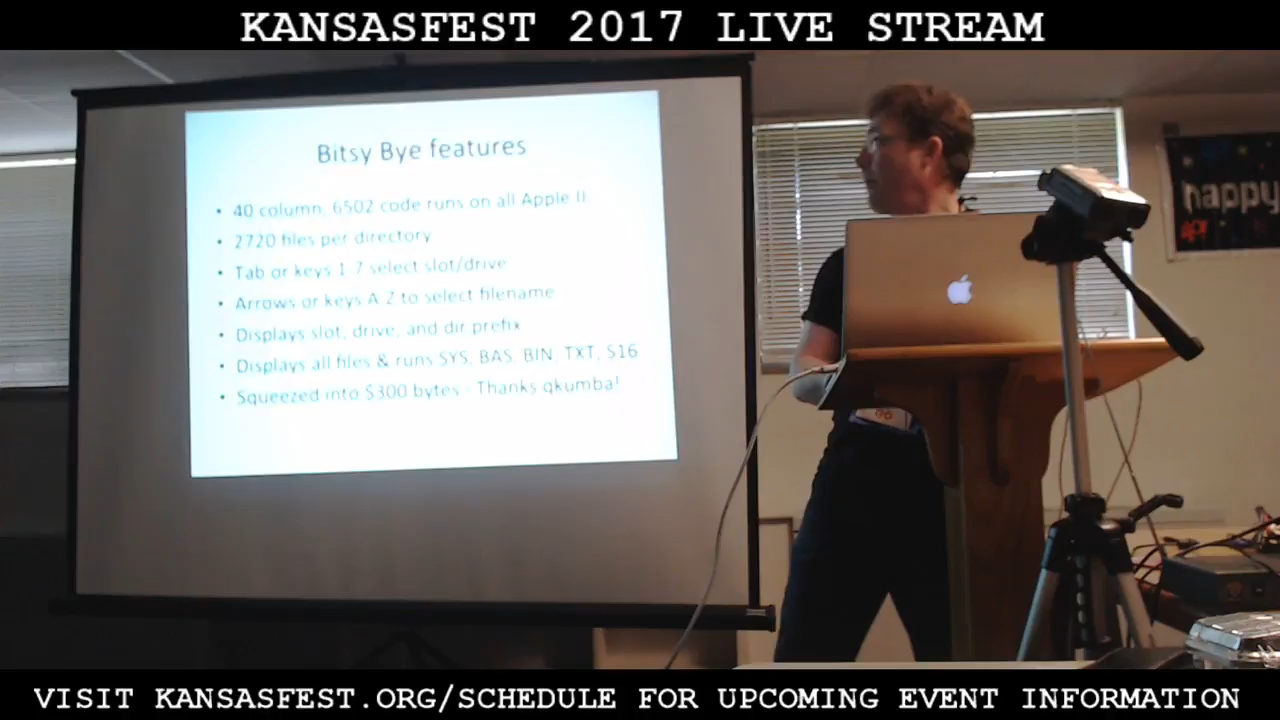 KANSASFEST 2017 LIVE STREAM
Bitsy Bye features
• 40 column, 6502 code runs on all Apple II
• 2720 files per directory
• Tab or keys 1-7 select slot/drive
• Arrows or keys A-Z to select filename
• Displays slot, drive, and dir prefix
• Displays all files & runs SYS, BAS, BIN, TXT, S16
• Squeezed into $300 bytes - Thanks qkumba!
happy
VISIT KANSASFEST.ORG/SCHEDULE FOR UPCOMING EVENT INFORMATION